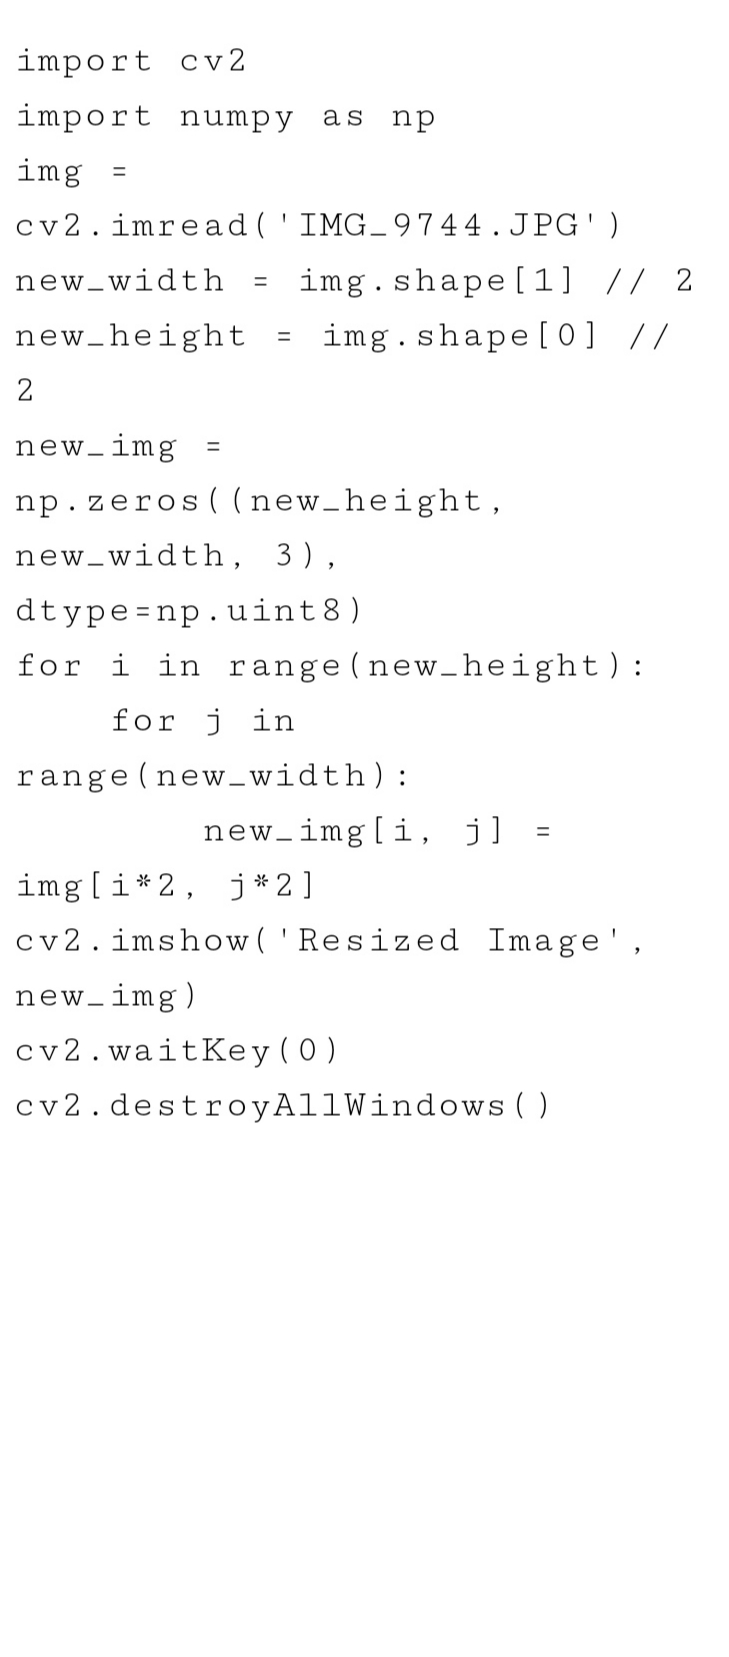 import cv2
import numpy as np
img =
cv2.imread('IMG_9744.JPG')
new_width = img.shape[1] // 2
new_height = img.shape[0] //
2
new_img =
np.zeros((new_height,
new_width, 3),
dtype=np.uint8)
for i in range(new_height):
    for j in
range(new_width):
        new_img[i, j] =
img[i*2, j*2]
cv2.imshow('Resized Image',
new_img)
cv2.waitKey(0)
cv2.destroyAllWindows()